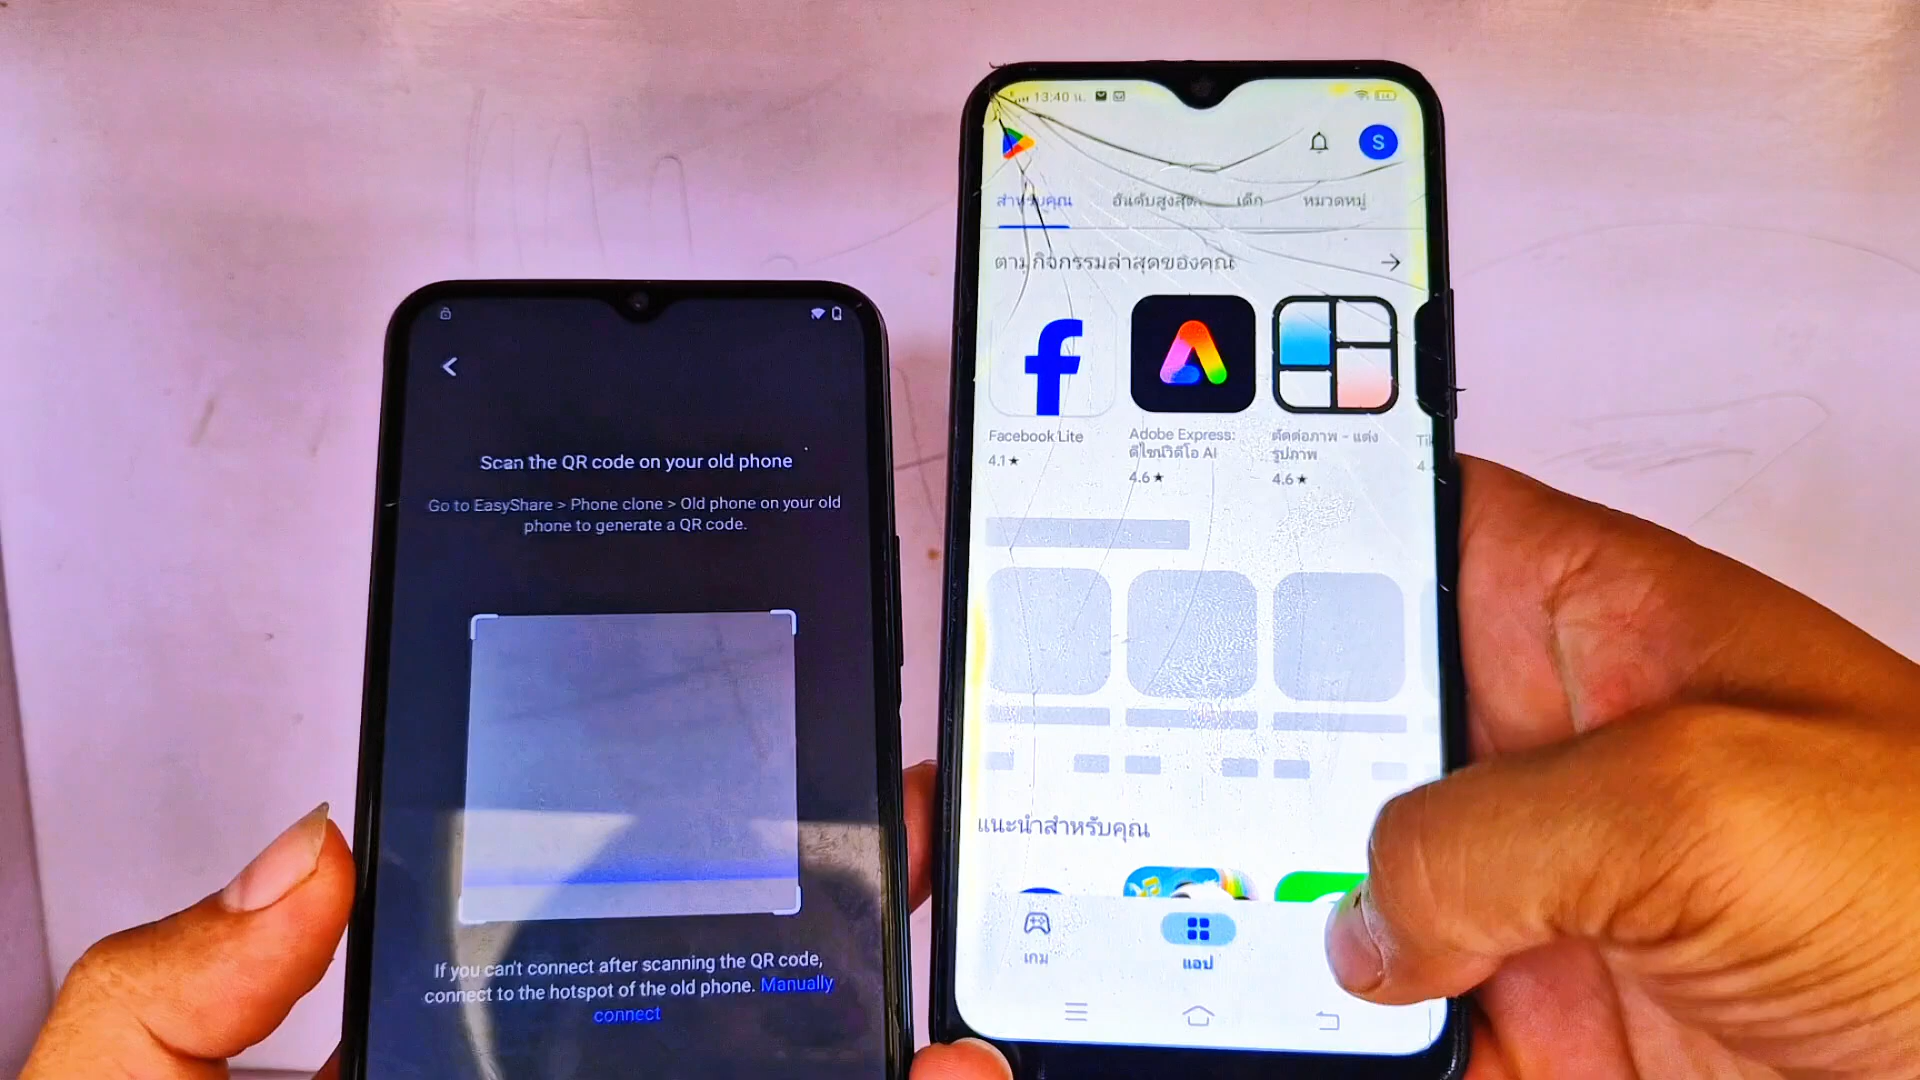 Scan the QR code on your old phone
Go to EasyShare > Phone clone > Old phone on your old
phone to generate a QR code.
If you can't connect after scanning the QR code,
connect to the hotspot of the old phone. Manually
connect
13:40 น.
S
สำหรับคุณ อันดับสูงสุด เด็ก หมวดหมู่
ตามกิจกรรมล่าสุดของคุณ
Facebook Lite
4.1★
Adobe Express:
ดีไซน์วิดีโอ AI
4.6★
ตัดต่อภาพ - แต่ง
รูปภาพ
4.6★
แนะนำสำหรับคุณ
เกม
แอป